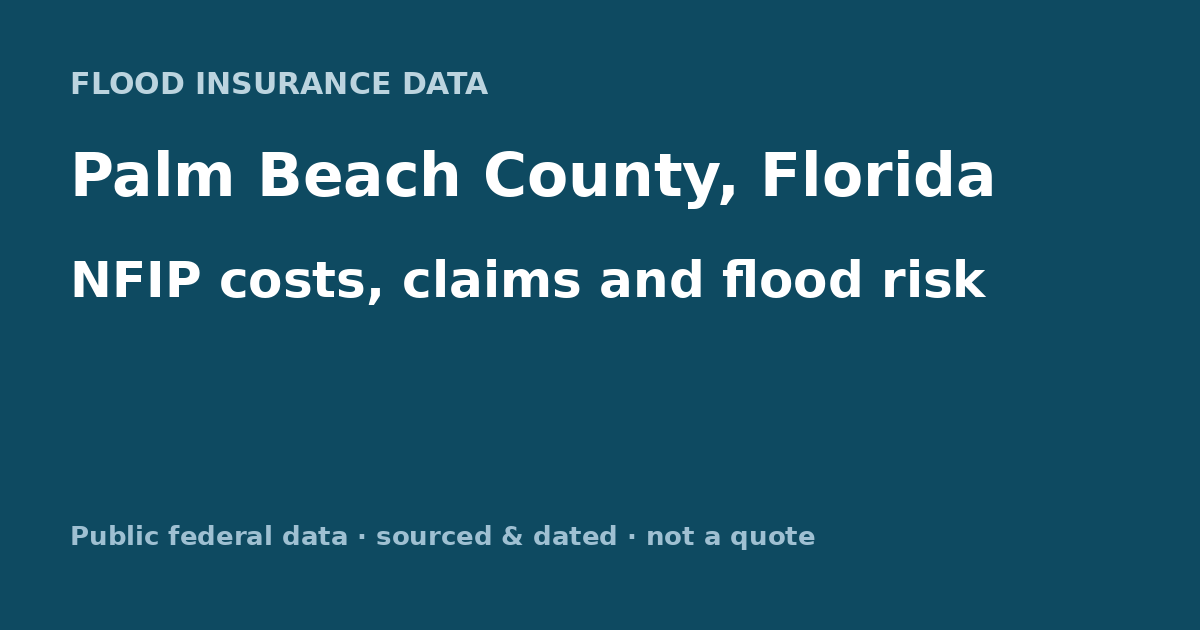 FLOOD INSURANCE DATA
Palm Beach County, Florida
NFIP costs, claims and flood risk
Public federal data · sourced & dated · not a quote